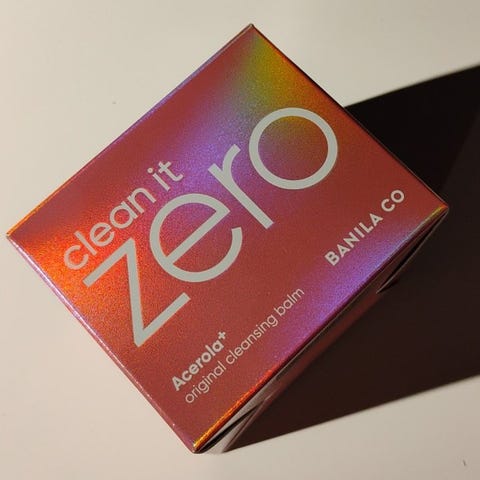 clean it
zero
Acerola+
original cleansing balm
BANILA CO